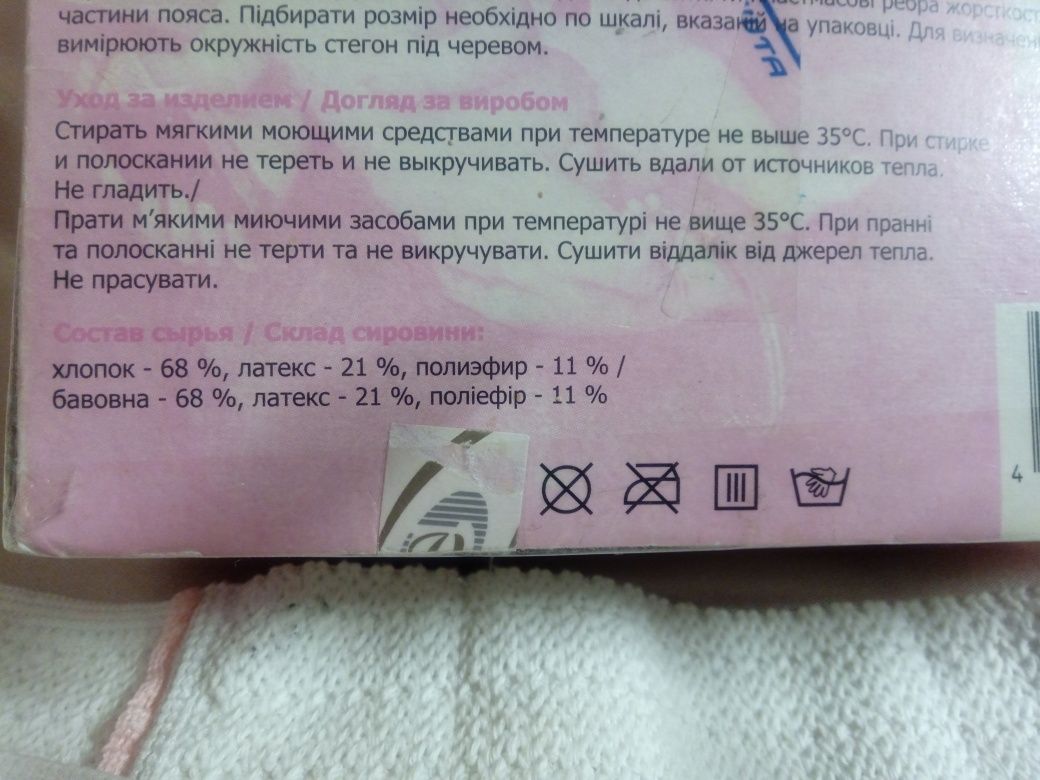 ребра жорсткост
частини пояса. Підбирати розмір необхідно по шкалі, вказаній на упаковці. Для визначен
вимірюють окружність стегон під черевом.
Уход за изделием / Догляд за виробом
Стирать мягкими моющими средствами при температуре не выше 35°С. При стирке
и полоскании не тереть и не выкручивать. Сушить вдали от источников тепла.
Не гладить./
Прати м’якими миючими засобами при температурі не вище 35°С. При пранні
та полосканні не терти та не викручувати. Сушити віддалік від джерел тепла.
Не прасувати.
Состав сырья / Склад сировини:
хлопок - 68 %, латекс - 21 %, полиэфир - 11 % /
бавовна - 68 %, латекс - 21 %, поліефір - 11 %
4